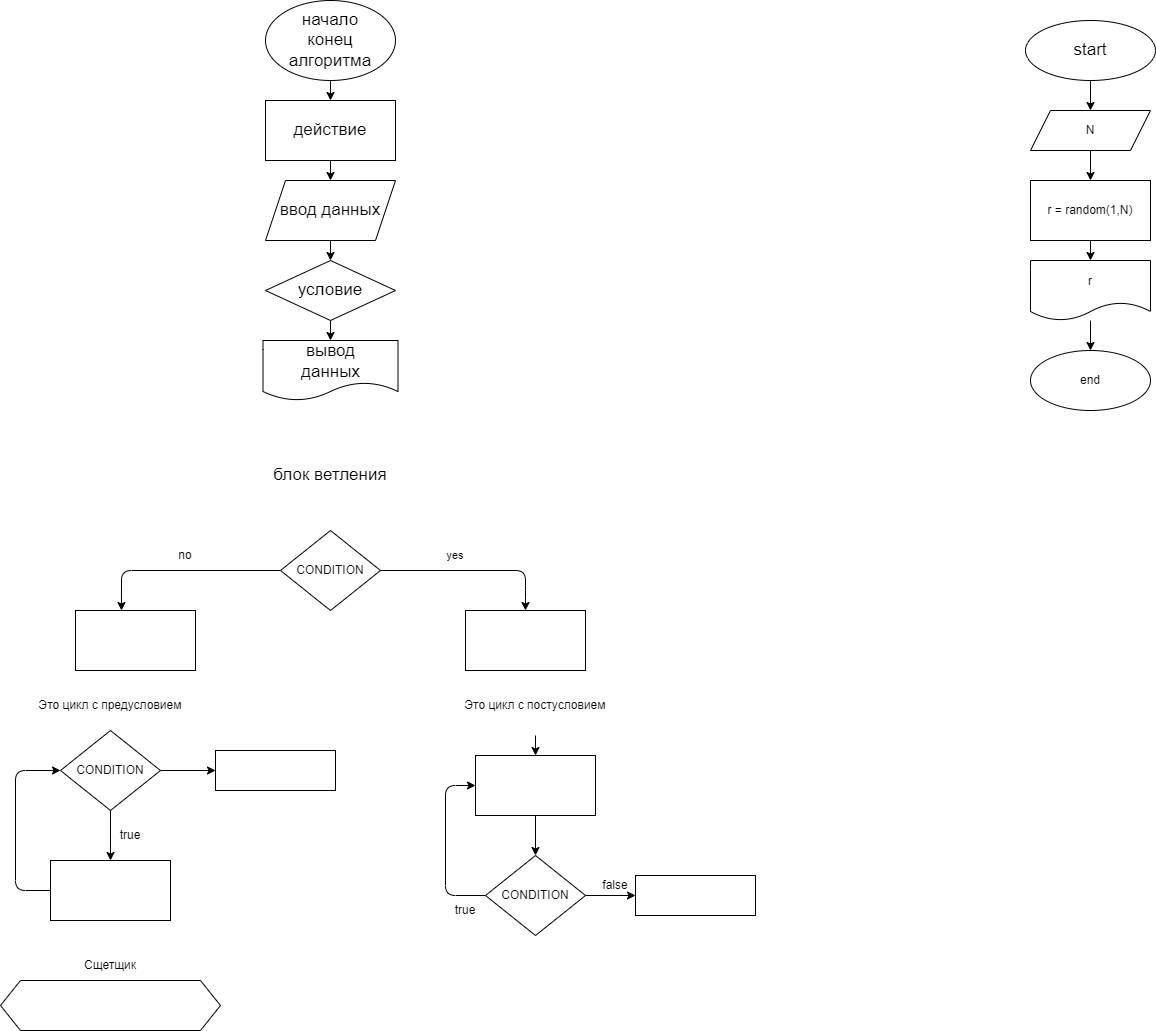 начало
конец
алгоритма
действие
ввод данных
условие
вывод
данных
start
N
r = random(1,N)
r
end
блок ветления
no
yes
CONDITION
Это цикл с предусловием
CONDITION
true
Это цикл с постусловием
CONDITION
false
true
Сщетщик